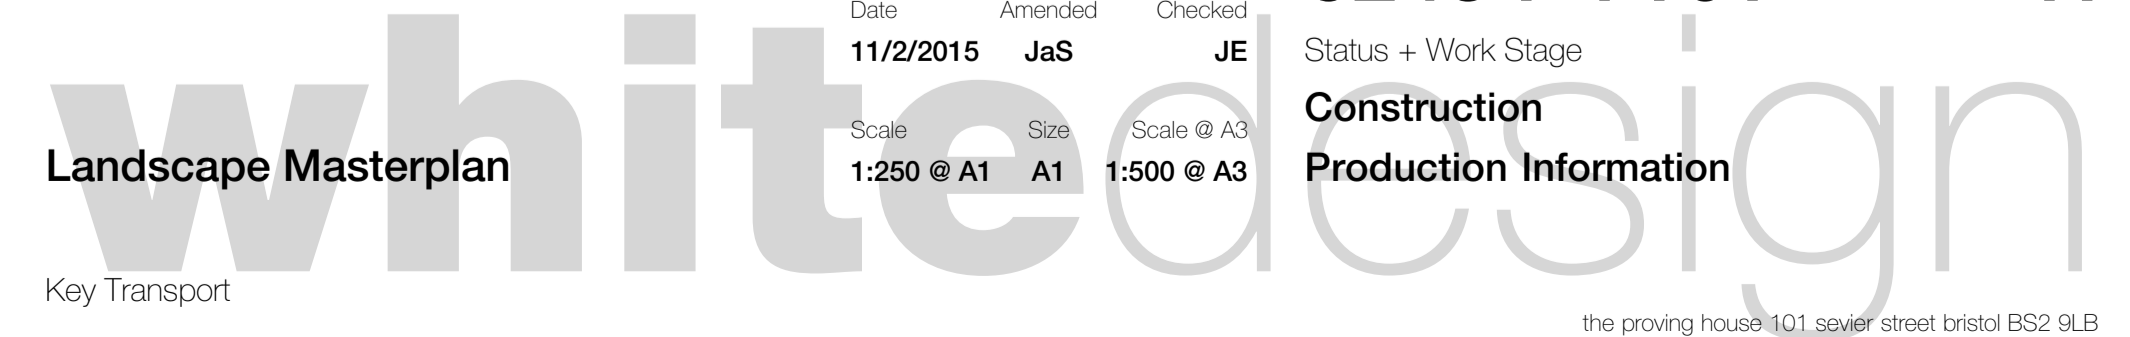 Date Amended Checked
11/2/2015 JaS JE
Scale Size Scale @ A3
1:250 @ A1 A1 1:500 @ A3
Status + Work Stage
Construction
Production Information
Landscape Masterplan
whitedesign
Key Transport
the proving house 101 sevier street bristol BS2 9LB